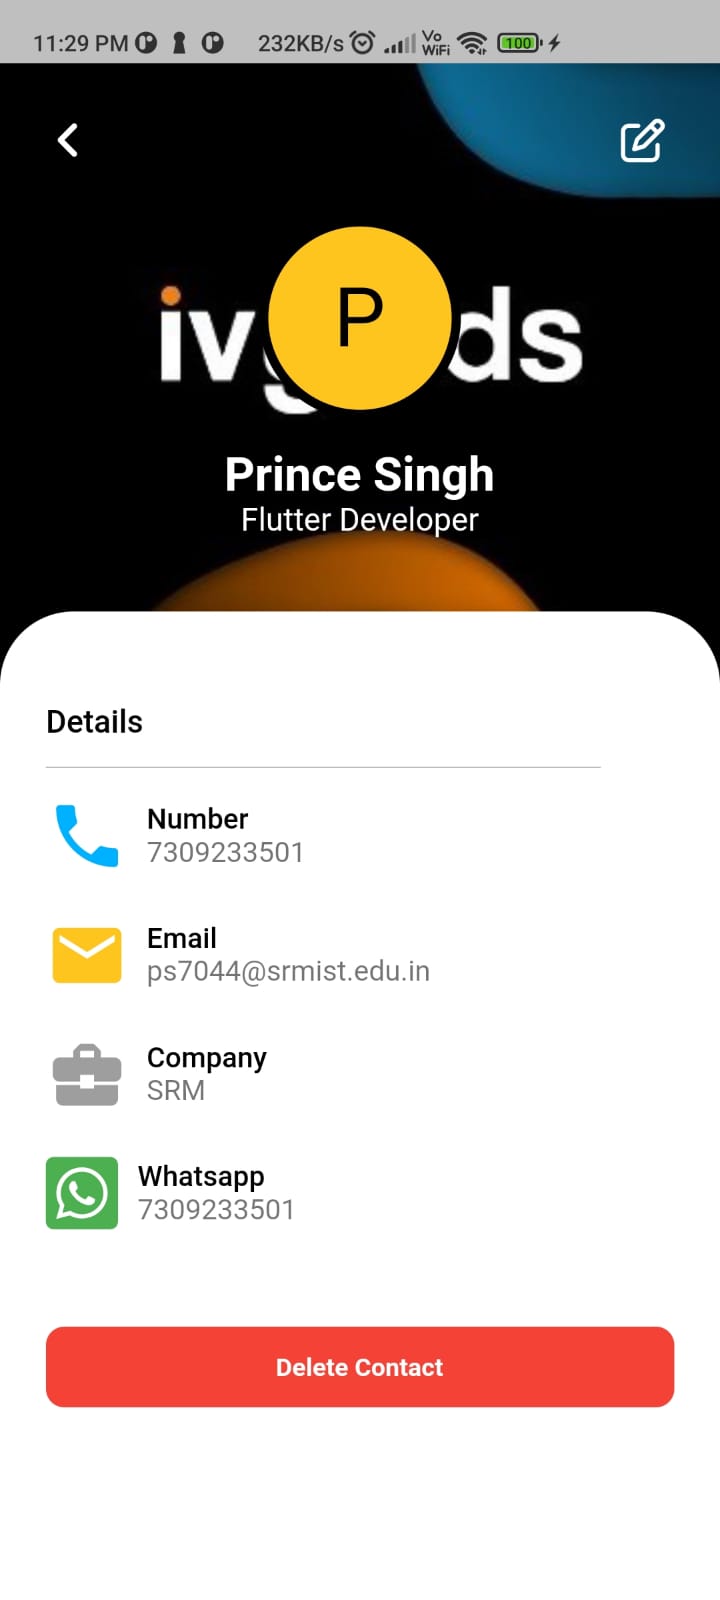 11:29 PM 232KB/s Vo WiFi 100
iv ds
P
Prince Singh
Flutter Developer
Details
Number
7309233501
Email
ps7044@srmist.edu.in
Company
SRM
Whatsapp
7309233501
Delete Contact